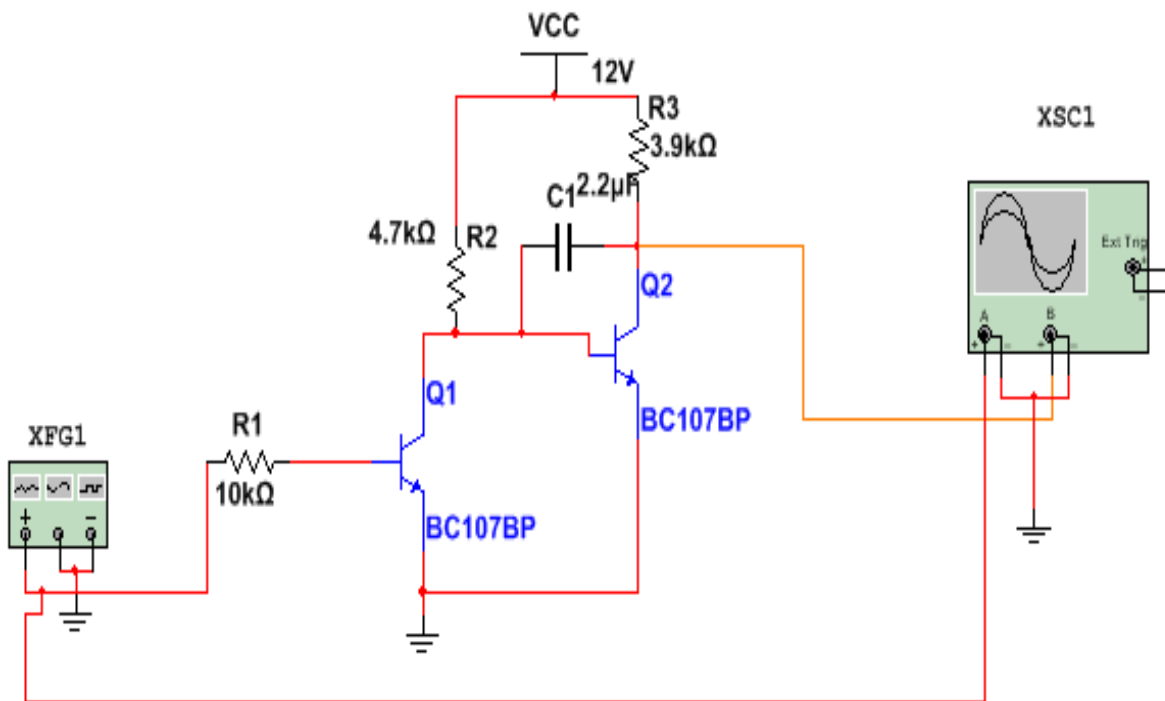 VCC
12V
R3
3.9kΩ
2.2µF
C1
4.7kΩ
R2
Q2
BC107BP
Q1
BC107BP
R1
10kΩ
XFG1
+
−
XSC1
Ext Trig
+
−
A
B
+
−
+
−